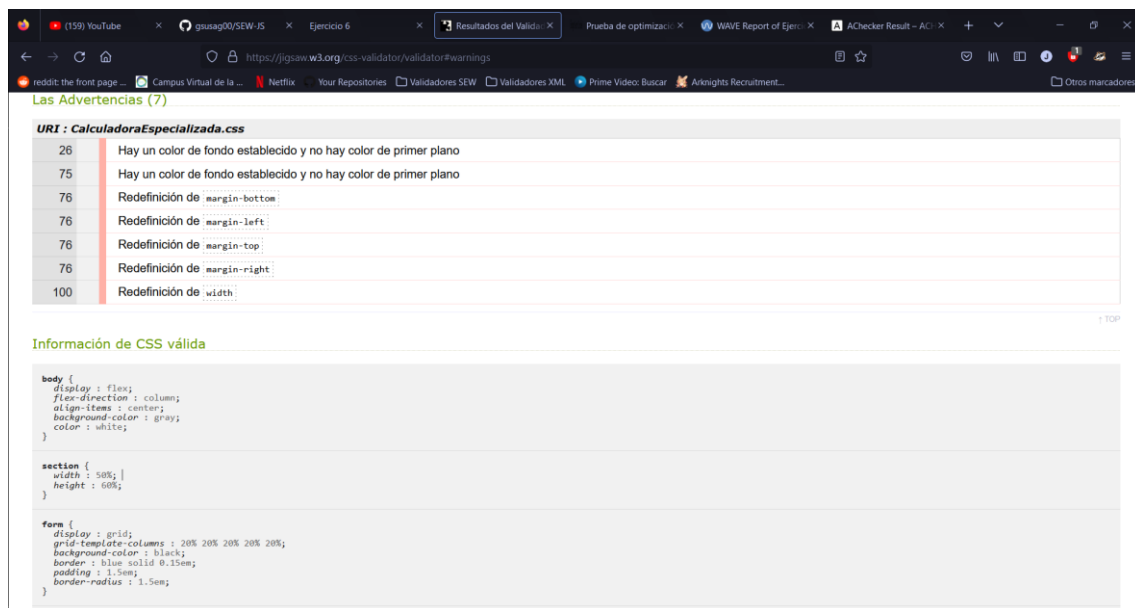 (159) YouTube
gsusag00/SEW-JS
Ejercicio 6
Resultados del Validac
Prueba de optimizació
WAVE Report of Ejerci
AChecker Result – ACh
https://jigsaw.w3.org/css-validator/validator#warnings
reddit: the front page ...
Campus Virtual de la ...
Netflix
Your Repositories
Validadores SEW
Validadores XML
Prime Video: Buscar
Arknights Recruitment...
Otros marcadores
Las Advertencias (7)
URI : CalculadoraEspecializada.css
26 Hay un color de fondo establecido y no hay color de primer plano
75 Hay un color de fondo establecido y no hay color de primer plano
76 Redefinición de margin-bottom
76 Redefinición de margin-left
76 Redefinición de margin-top
76 Redefinición de margin-right
100 Redefinición de width
↑ TOP
Información de CSS válida
body {
display : flex;
flex-direction : column;
align-items : center;
background-color : gray;
color : white;
}
section {
width : 50%;
height : 60%;
}
form {
display : grid;
grid-template-columns : 20% 20% 20% 20% 20%;
background-color : black;
border : blue solid 0.15em;
padding : 1.5em;
border-radius : 1.5em;
}